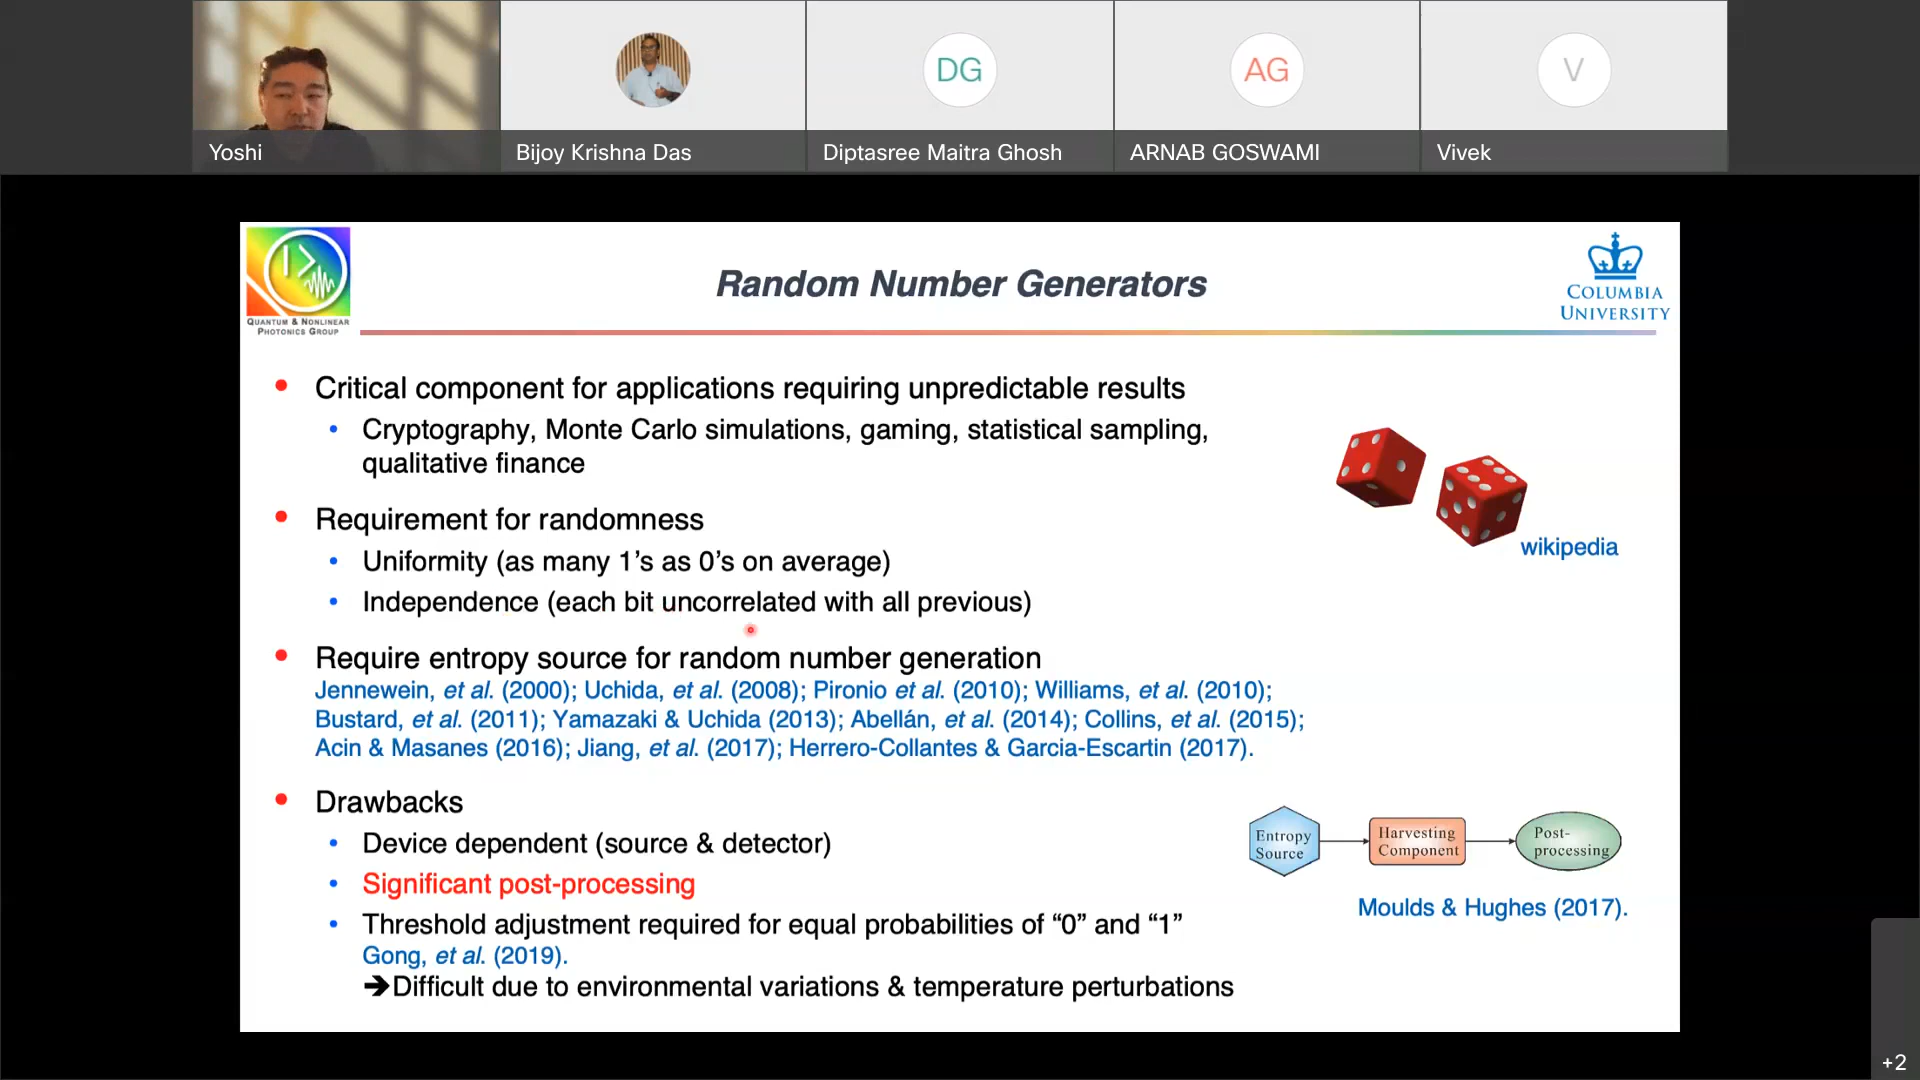 DG
AG
V
Yoshi
Bijoy Krishna Das
Diptasree Maitra Ghosh
ARNAB GOSWAMI
Vivek
QUANTUM & NONLINEAR
PHOTONICS GROUP
Random Number Generators
COLUMBIA
UNIVERSITY
• Critical component for applications requiring unpredictable results
• Cryptography, Monte Carlo simulations, gaming, statistical sampling,
qualitative finance
wikipedia
• Requirement for randomness
• Uniformity (as many 1’s as 0’s on average)
• Independence (each bit uncorrelated with all previous)
• Require entropy source for random number generation
Jennewein, et al. (2000); Uchida, et al. (2008); Pironio et al. (2010); Williams, et al. (2010);
Bustard, et al. (2011); Yamazaki & Uchida (2013); Abellán, et al. (2014); Collins, et al. (2015);
Acin & Masanes (2016); Jiang, et al. (2017); Herrero-Collantes & Garcia-Escartin (2017).
• Drawbacks
• Device dependent (source & detector)
• Significant post-processing
• Threshold adjustment required for equal probabilities of “0” and “1”
Gong, et al. (2019).
➔Difficult due to environmental variations & temperature perturbations
Entropy
Source
Harvesting
Component
Post-
processing
Moulds & Hughes (2017).
+2